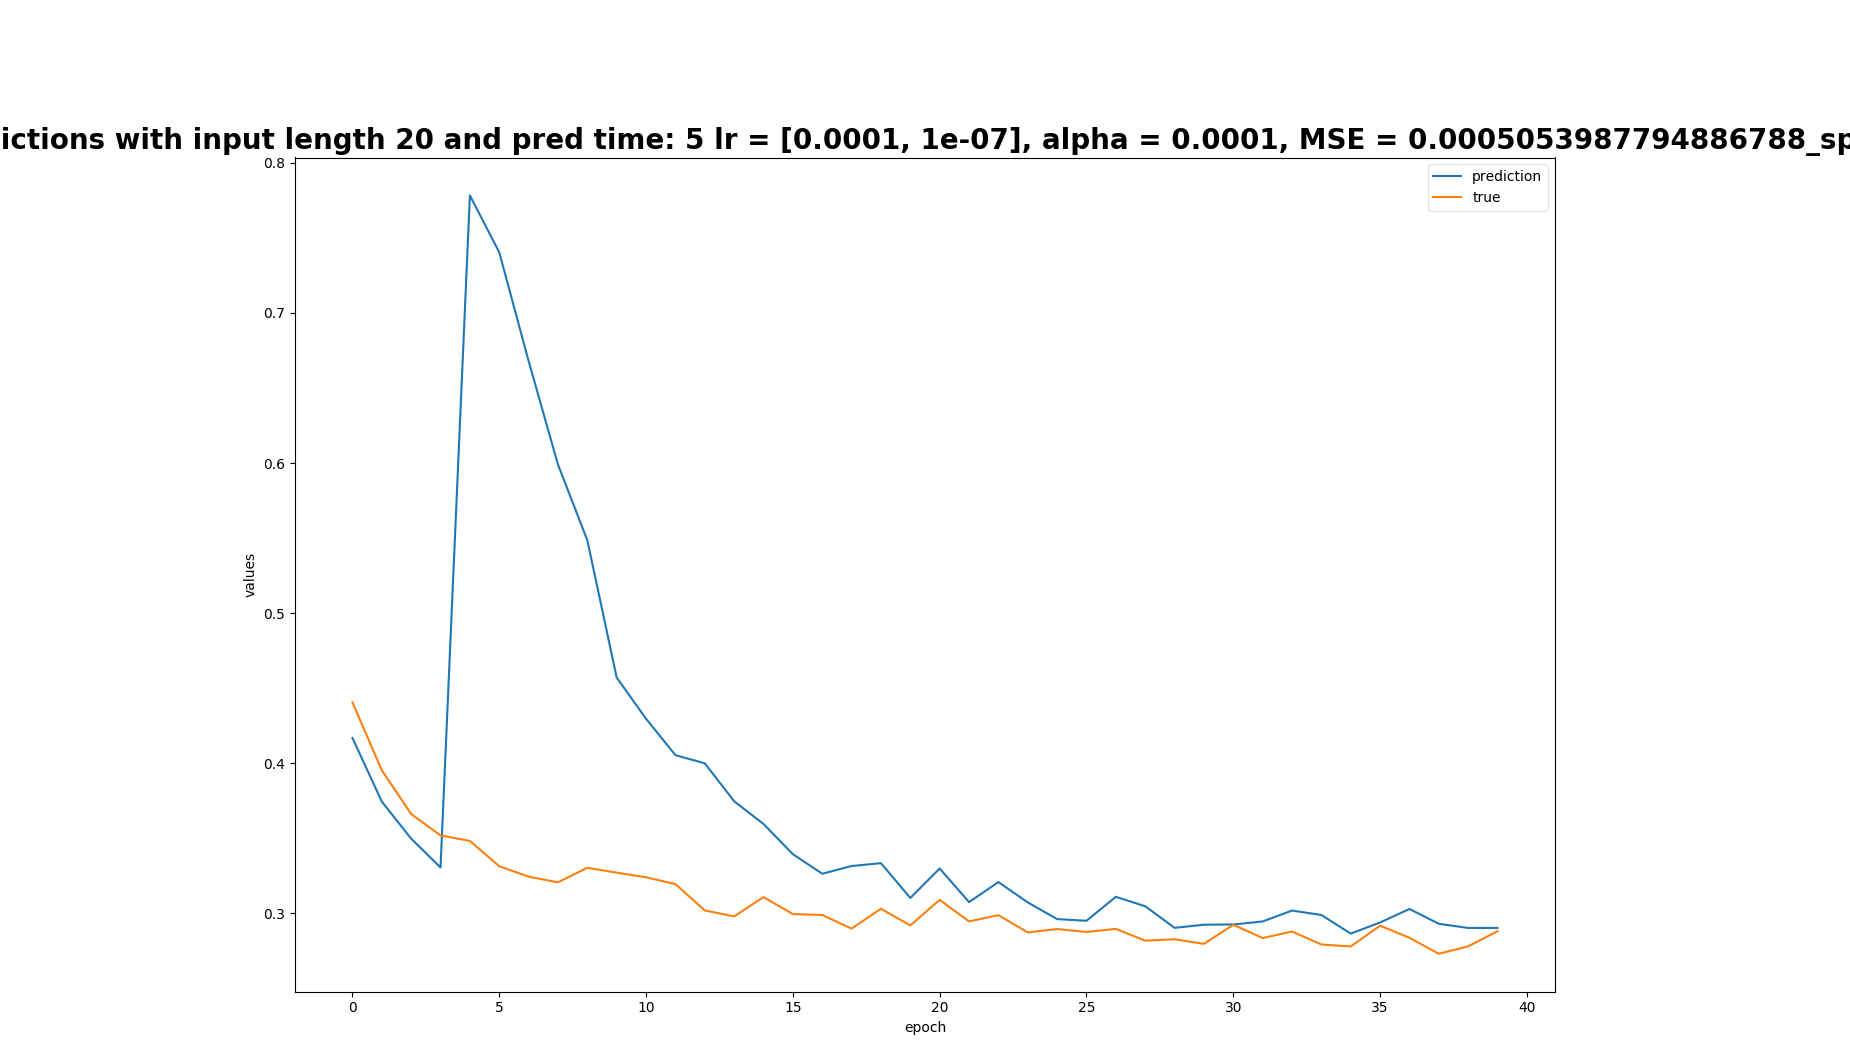 ictions with input length 20 and pred time: 5 lr = [0.0001, 1e-07], alpha = 0.0001, MSE = 0.0005053987794886788_sp
prediction
true
0.8
0.7
0.6
0.5
0.4
0.3
values
0 5 10 15 20 25 30 35 40
epoch